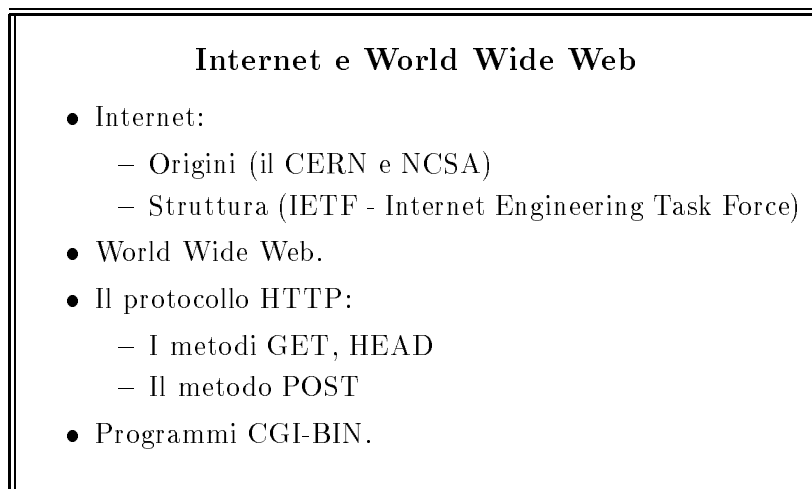 Internet e World Wide Web
• Internet:
– Origini (il CERN e NCSA)
– Struttura (IETF - Internet Engineering Task Force)
• World Wide Web.
• Il protocollo HTTP:
– I metodi GET, HEAD
– Il metodo POST
• Programmi CGI-BIN.